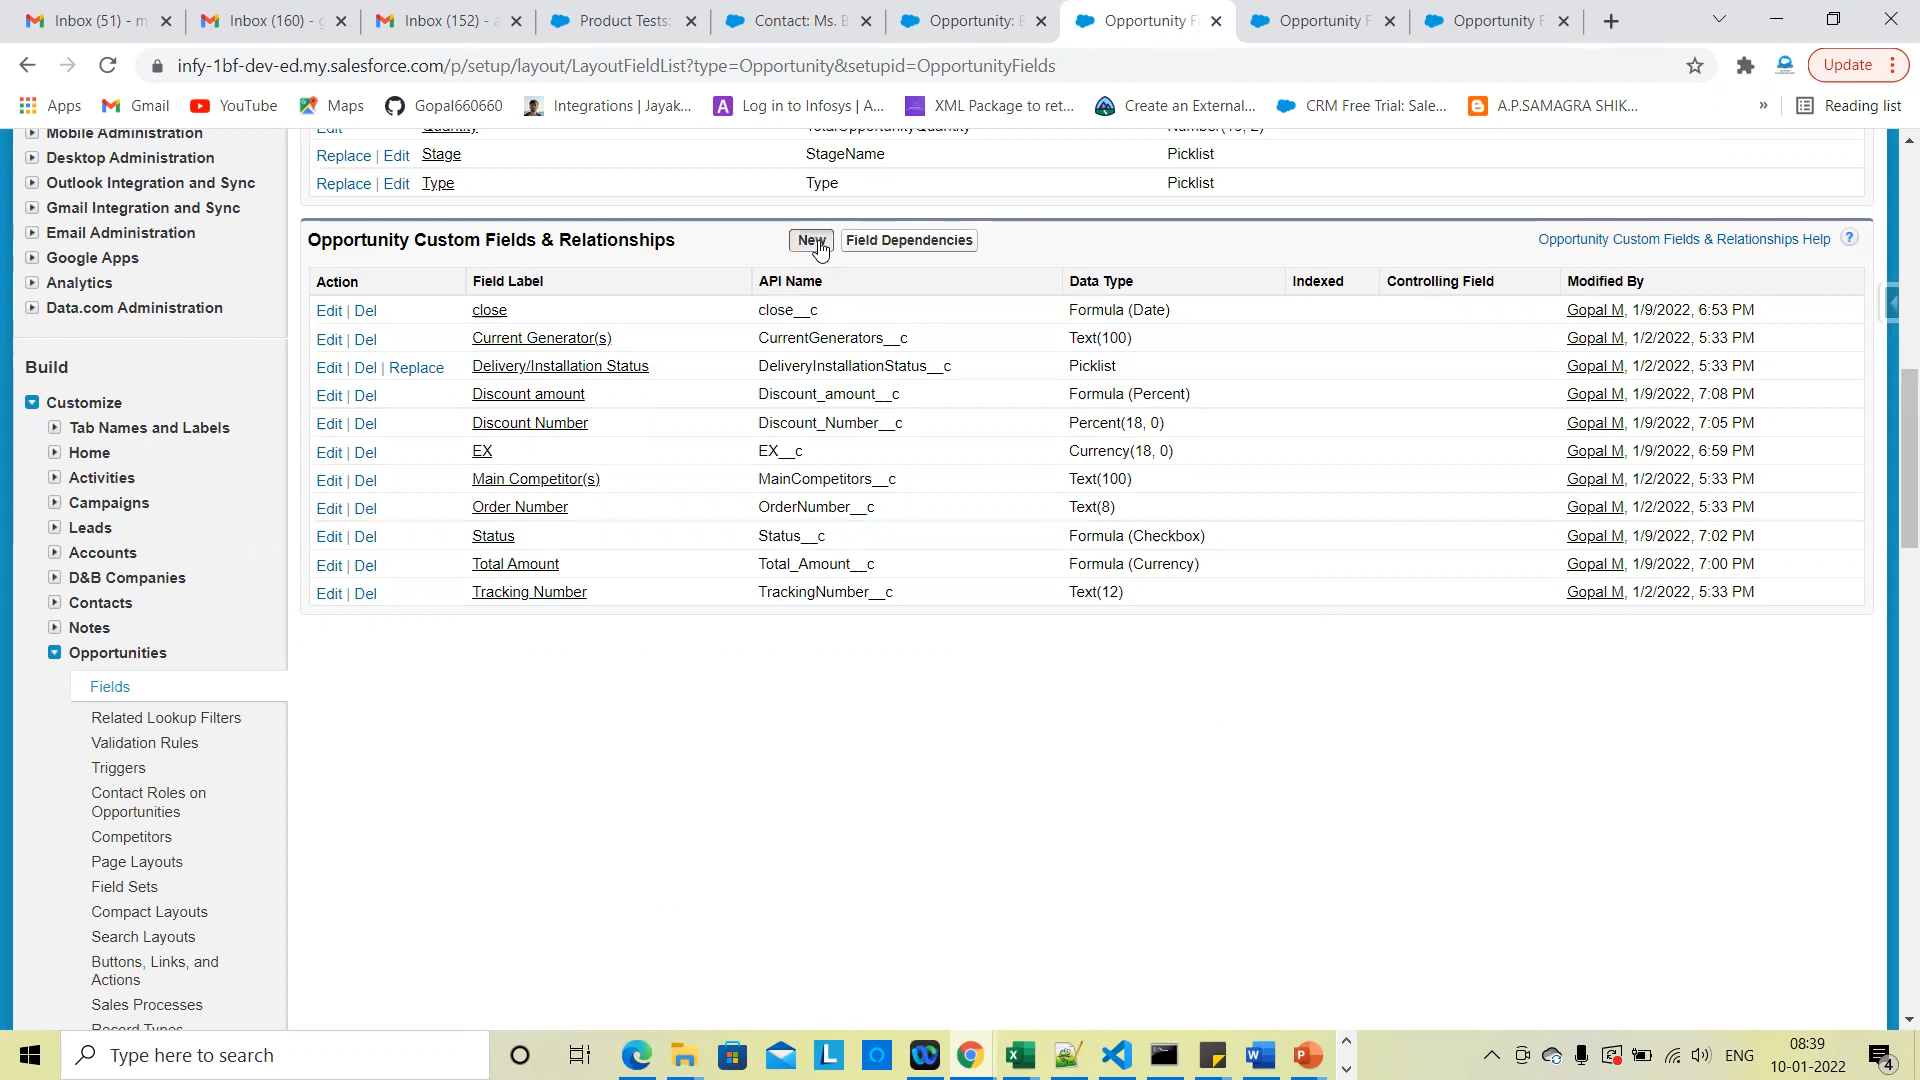 Inbox (51) - m
Inbox (160) - g
Inbox (152) - a
Product Tests:
Contact: Ms. B
Opportunity: E
Opportunity F
Opportunity F
Opportunity F
infy-1bf-dev-ed.my.salesforce.com/p/setup/layout/LayoutFieldList?type=Opportunity&setupid=OpportunityFields
Update
Apps
Gmail
YouTube
Maps
Gopal660660
Integrations | Jayak...
Log in to Infosys | A...
XML Package to ret...
Create an External...
CRM Free Trial: Sale...
A.P.SAMAGRA SHIK...
»
Reading list
Mobile Administration
Desktop Administration
Outlook Integration and Sync
Gmail Integration and Sync
Email Administration
Google Apps
Analytics
Data.com Administration
Build
Customize
Tab Names and Labels
Home
Activities
Campaigns
Leads
Accounts
D&B Companies
Contacts
Notes
Opportunities
Fields
Related Lookup Filters
Validation Rules
Triggers
Contact Roles on
Opportunities
Competitors
Page Layouts
Field Sets
Compact Layouts
Search Layouts
Buttons, Links, and
Actions
Sales Processes
Record Types
Edit Quantity TotalOpportunityQuantity Number(18, 2)
Replace | Edit Stage StageName Picklist
Replace | Edit Type Type Picklist
Opportunity Custom Fields & Relationships New Field Dependencies Opportunity Custom Fields & Relationships Help ?
Action Field Label API Name Data Type Indexed Controlling Field Modified By
Edit | Del close close__c Formula (Date) Gopal M, 1/9/2022, 6:53 PM
Edit | Del Current Generator(s) CurrentGenerators__c Text(100) Gopal M, 1/2/2022, 5:33 PM
Edit | Del | Replace Delivery/Installation Status DeliveryInstallationStatus__c Picklist Gopal M, 1/2/2022, 5:33 PM
Edit | Del Discount amount Discount_amount__c Formula (Percent) Gopal M, 1/9/2022, 7:08 PM
Edit | Del Discount Number Discount_Number__c Percent(18, 0) Gopal M, 1/9/2022, 7:05 PM
Edit | Del EX EX__c Currency(18, 0) Gopal M, 1/9/2022, 6:59 PM
Edit | Del Main Competitor(s) MainCompetitors__c Text(100) Gopal M, 1/2/2022, 5:33 PM
Edit | Del Order Number OrderNumber__c Text(8) Gopal M, 1/2/2022, 5:33 PM
Edit | Del Status Status__c Formula (Checkbox) Gopal M, 1/9/2022, 7:02 PM
Edit | Del Total Amount Total_Amount__c Formula (Currency) Gopal M, 1/9/2022, 7:00 PM
Edit | Del Tracking Number TrackingNumber__c Text(12) Gopal M, 1/2/2022, 5:33 PM
Type here to search
ENG
08:39
10-01-2022
4